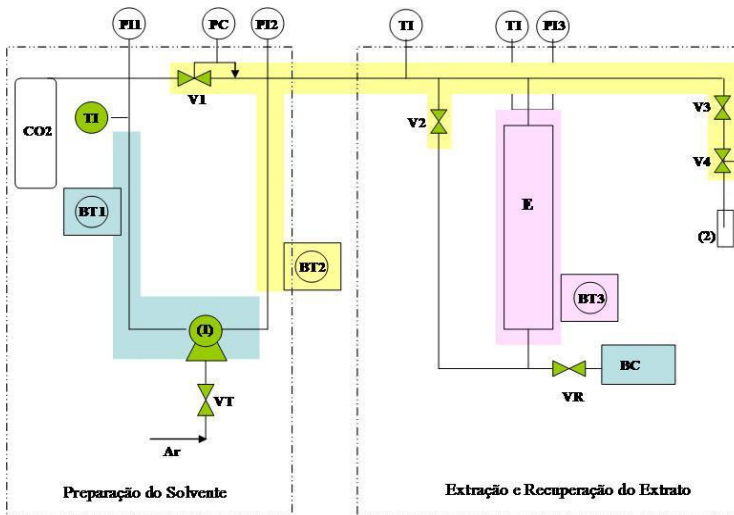 PI1
PC
PI2
TI
TI
PI3
V1
V3
TI
V2
CO2
V4
BT1
E
(2)
BT2
BT3
(1)
BC
VT
VR
Ar
Preparação do Solvente
Extração e Recuperação do Extrato